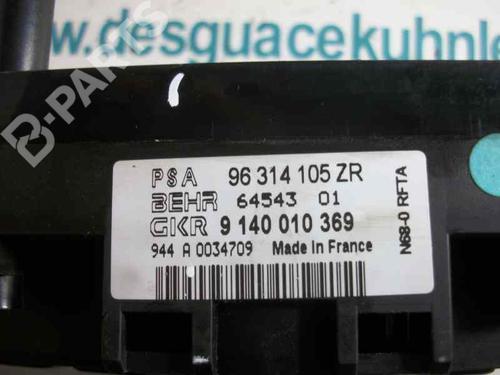 www.
desguacekuhnle
B-PARTS
PSA 96 314 105 ZR
BEHR 64543 01
GKR 9 140 010 369
944 A 0034709 Made in France
N68-0 RFTA